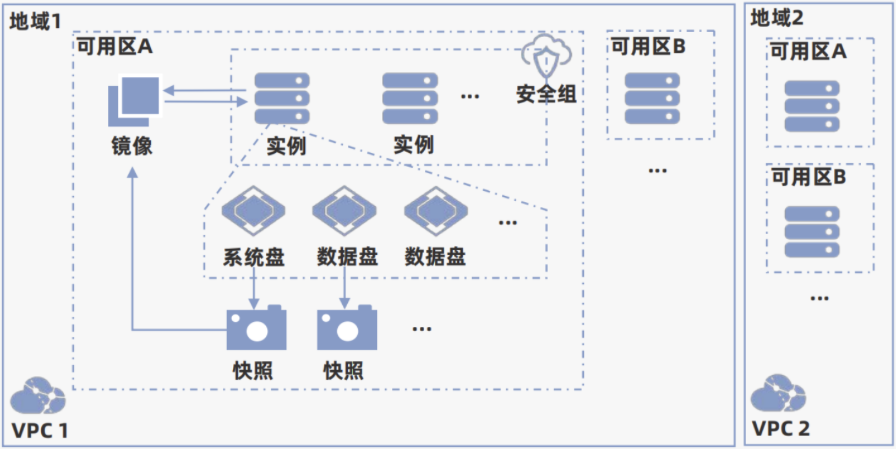 地域1
可用区A
镜像
实例
实例
...
安全组
系统盘
数据盘
数据盘
...
快照
快照
...
可用区B
...
VPC 1
地域2
可用区A
可用区B
...
VPC 2